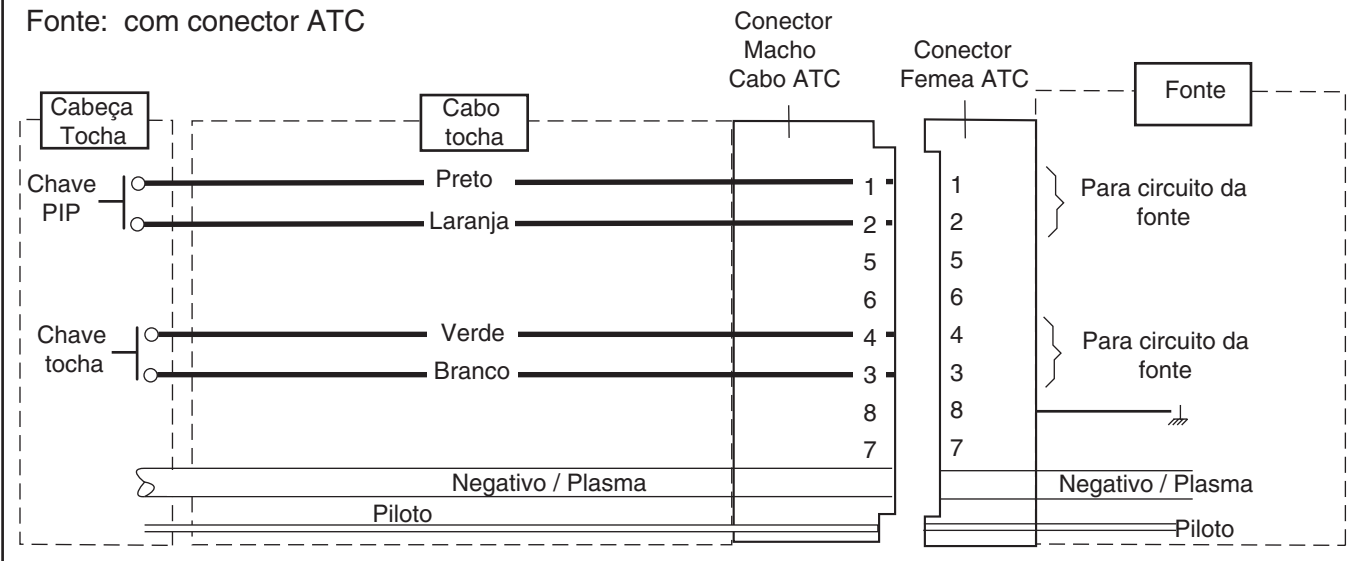 Fonte: com conector ATC
Conector
Macho
Cabo ATC
Conector
Femea ATC
Fonte
Cabeça
Tocha
Cabo
tocha
Chave
PIP
Preto
Laranja
1
2
5
6
4
3
8
7
1
2
5
6
4
3
8
7
Para circuito da
fonte
Chave
tocha
Verde
Branco
Para circuito da
fonte
Negativo / Plasma
Negativo / Plasma
Piloto
Piloto